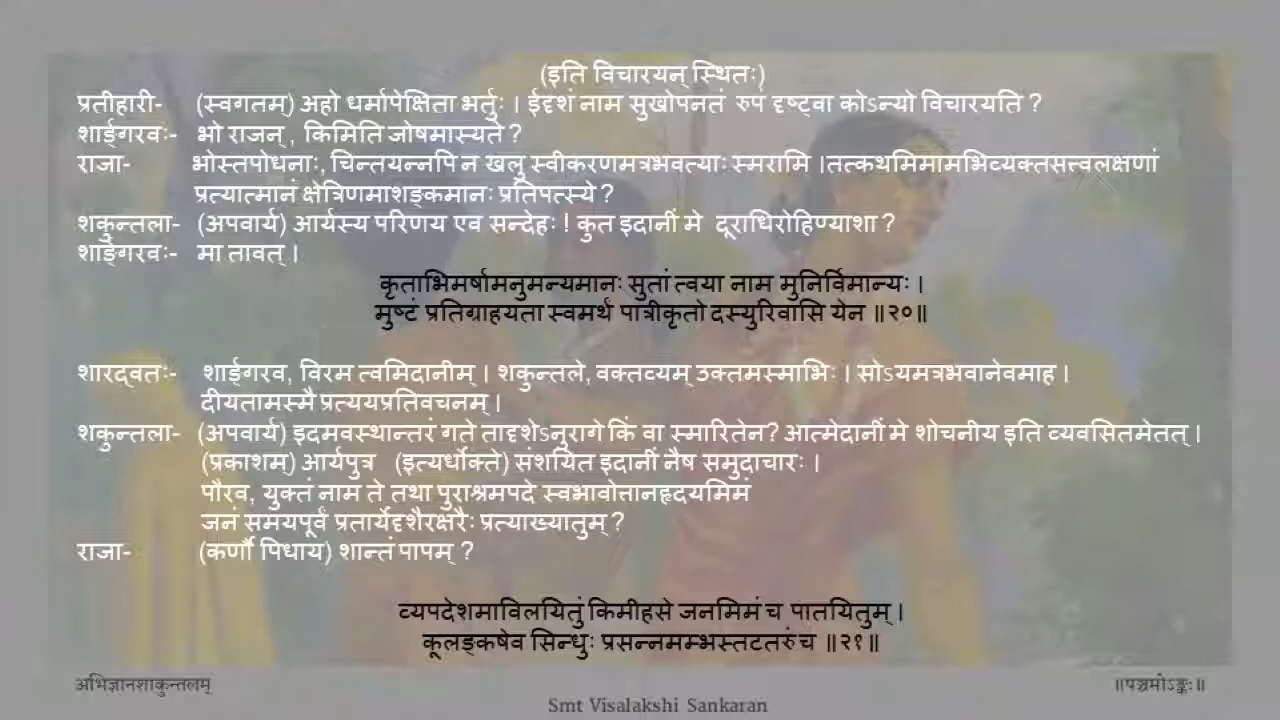 (इति विचारयन् स्थितः)
प्रतीहारी- (स्वगतम्) अहो धर्मापेक्षिता भर्तुः । ईदृशं नाम सुखोपनतं रुपं दृष्ट्वा कोऽन्यो विचारयति ?
शार्ङ्गरवः- भो राजन् , किमिति जोषमास्यते ?
राजा- भोस्तपोधनाः, चिन्तयन्नपि न खलु स्वीकरणमत्रभवत्याः स्मरामि ।तत्कथमिमामभिव्यक्तसत्त्वलक्षणां
प्रत्यात्मानं क्षेत्रिणमाशङ्कमानः प्रतिपत्स्ये ?
शकुन्तला- (अपवार्य) आर्यस्य परिणय एव सन्देहः ! कुत इदानीं मे दूराधिरोहिण्याशा ?
शार्ङ्गरवः- मा तावत् ।
कृताभिमर्षामनुमन्यमानः सुतां त्वया नाम मुनिर्विमान्यः ।
मुष्टं प्रतिग्राहयता स्वमर्थं पात्रीकृतो दस्युरिवासि येन ॥२०॥
शारद्वतः- शार्ङ्गरव, विरम त्वमिदानीम् । शकुन्तले, वक्तव्यम् उक्तमस्माभिः । सोऽयमत्रभवानेवमाह ।
दीयतामस्मै प्रत्ययप्रतिवचनम् ।
शकुन्तला- (अपवार्य) इदमवस्थान्तरं गते तादृशेऽनुरागे किं वा स्मारितेन? आत्मेदानीं मे शोचनीय इति व्यवसितमेतत् ।
(प्रकाशम्) आर्यपुत्र (इत्यर्धोक्ते) संशयित इदानीं नैष समुदाचारः ।
पौरव, युक्तं नाम ते तथा पुराश्रमपदे स्वभावोत्तानहृदयमिमं
जनं समयपूर्वं प्रतार्येदृशैरक्षरैः प्रत्याख्यातुम् ?
राजा- (कर्णौ पिधाय) शान्तं पापम् ?
व्यपदेशमाविलयितुं किमीहसे जनमिमं च पातयितुम् ।
कूलङ्कषेव सिन्धुः प्रसन्नमम्भस्तटतरुं च ॥२१॥
अभिज्ञानशाकुन्तलम् ॥पञ्चमोऽङ्कः॥
Smt Visalakshi Sankaran